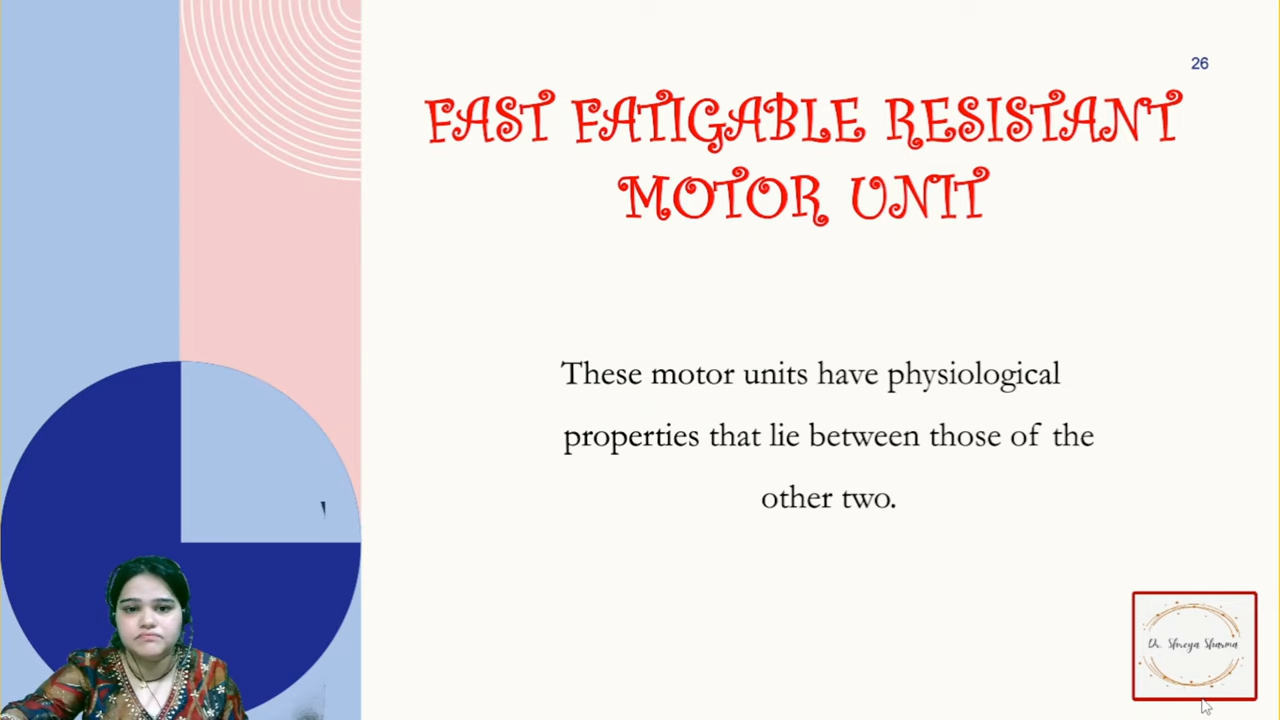 26
FAST FATIGABLE RESISTANT
MOTOR UNIT
These motor units have physiological
properties that lie between those of the
other two.
Dr. Shreya Sharma